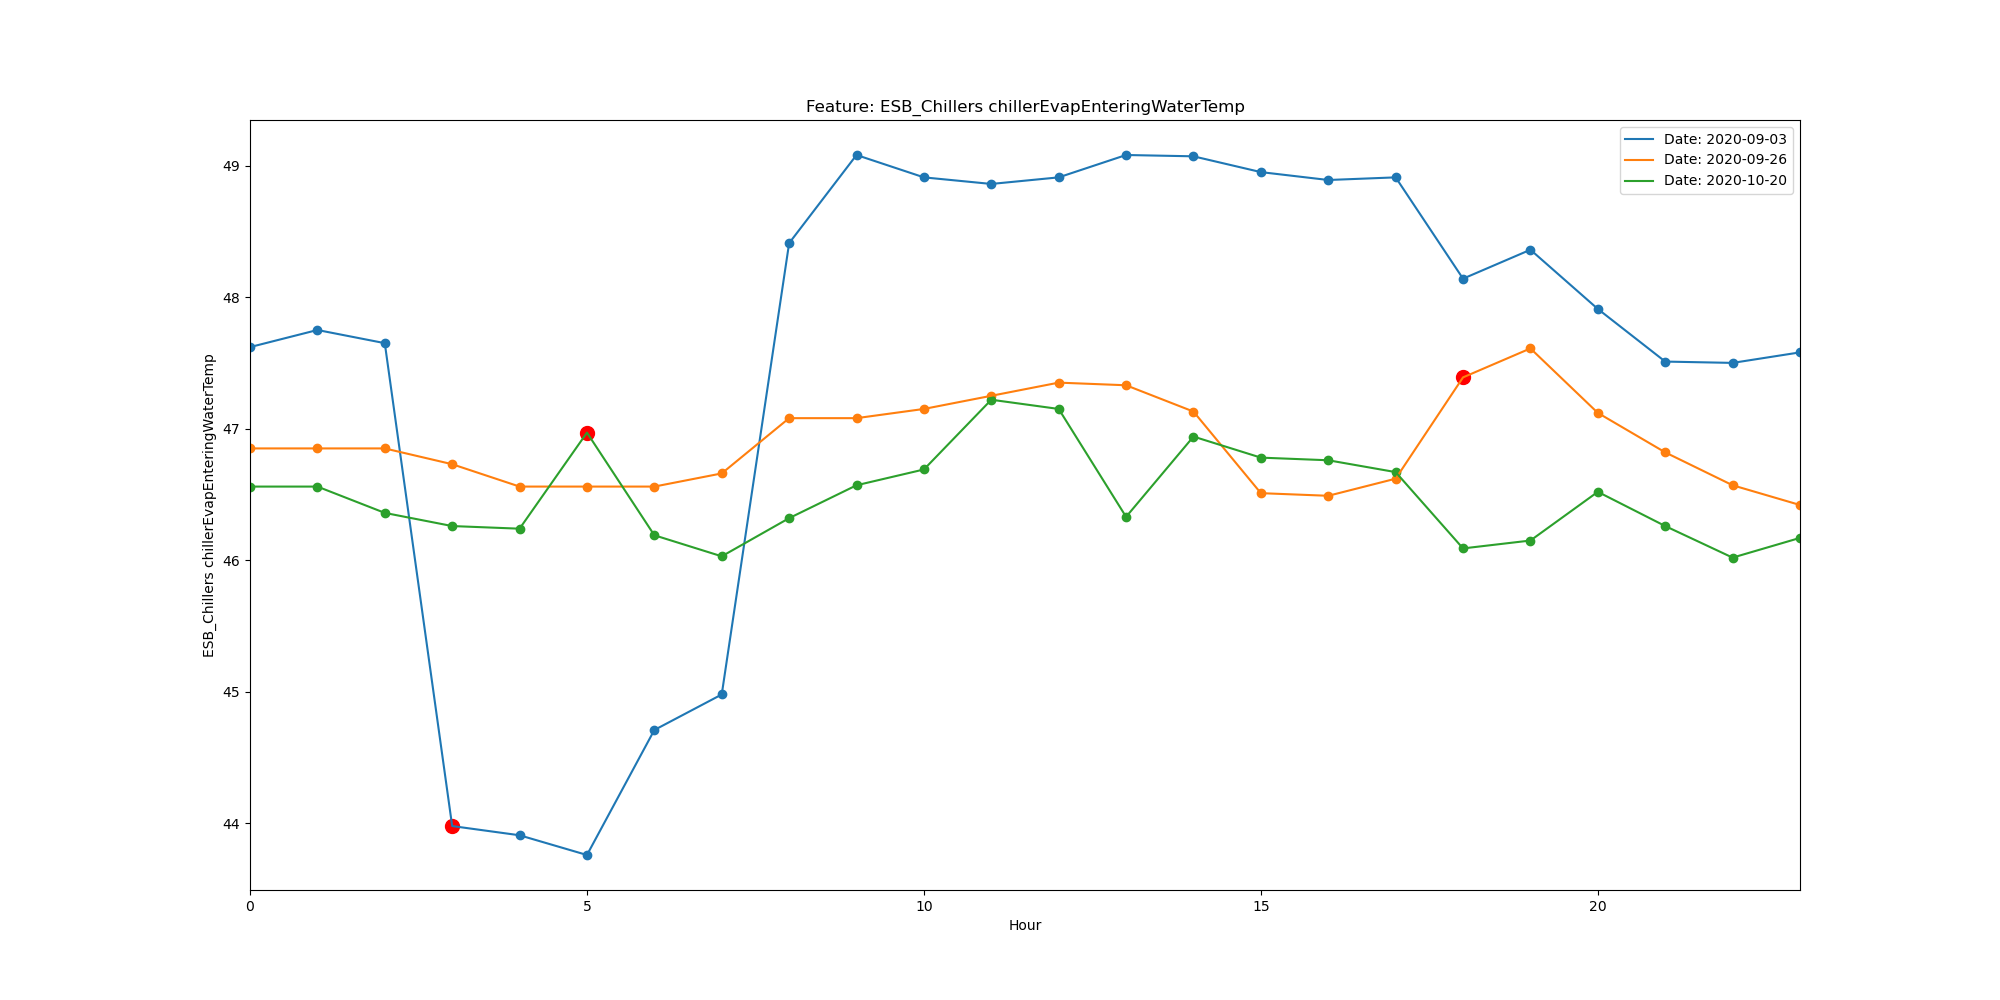 Feature: ESB_Chillers chillerEvapEnteringWaterTemp
Date: 2020-09-03
Date: 2020-09-26
Date: 2020-10-20
ESB_Chillers chillerEvapEnteringWaterTemp
49
48
47
46
45
44
0 5 10 15 20
Hour